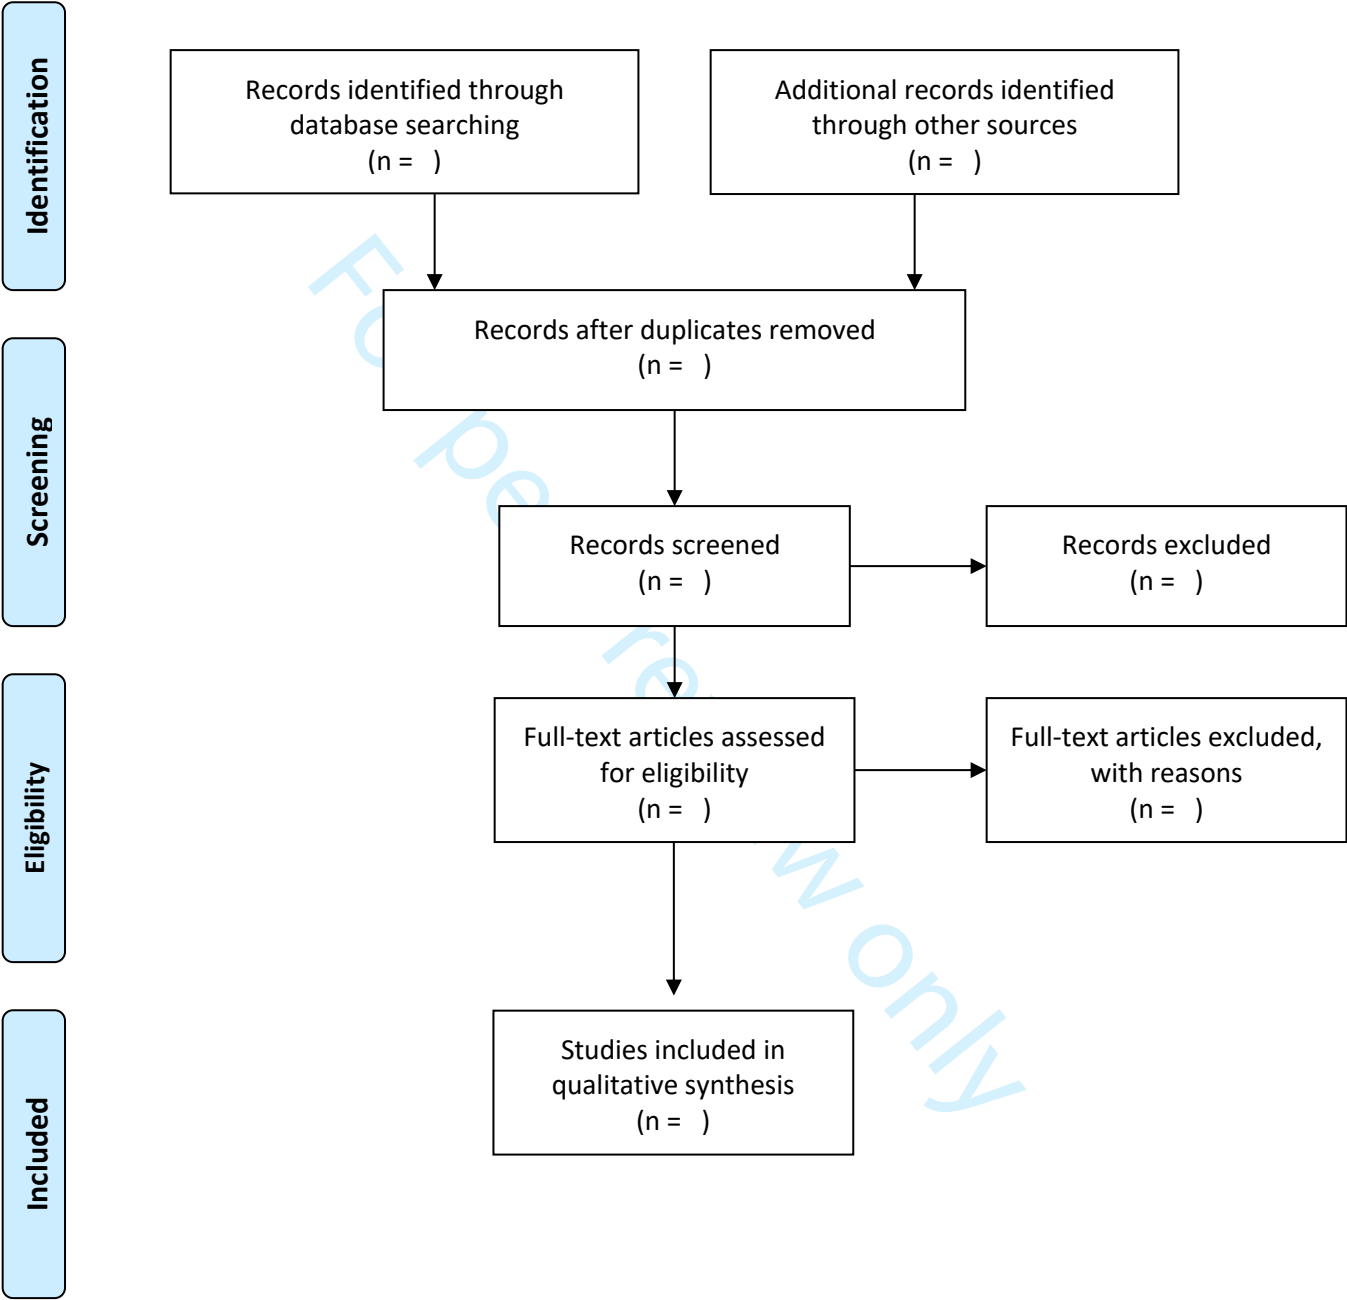 Identification
Records identified through
database searching
(n =   )
Additional records identified
through other sources
(n =   )
Records after duplicates removed
(n =   )
Screening
Records screened
(n =   )
Records excluded
(n =   )
Eligibility
Full-text articles assessed
for eligibility
(n =   )
Full-text articles excluded,
with reasons
(n =   )
Included
Studies included in
qualitative synthesis
(n =   )
For peer review only